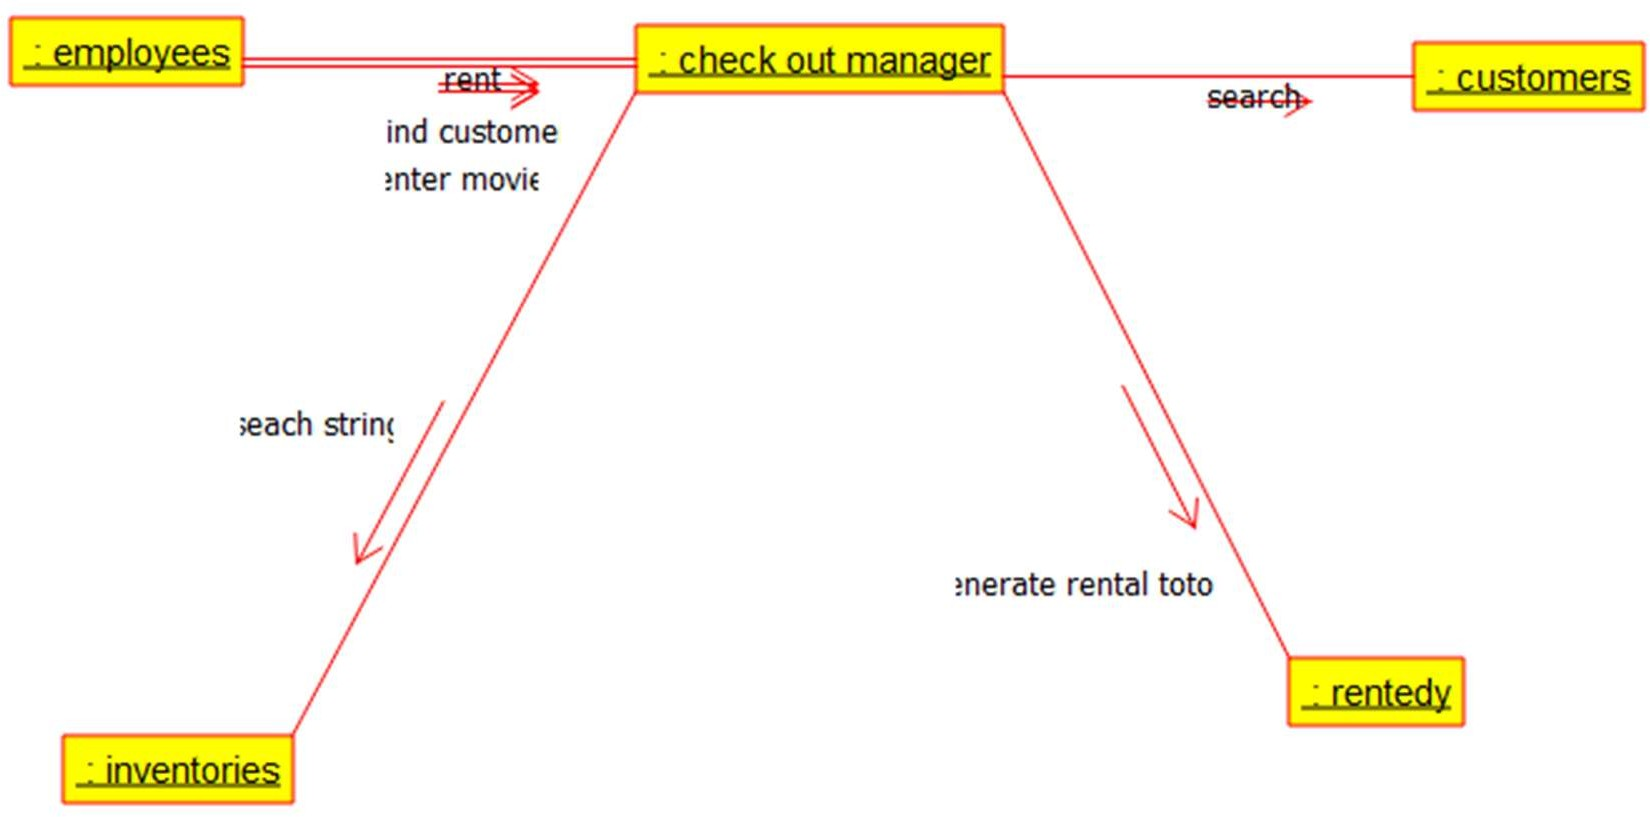 : employees
: check out manager
: customers
rent
search
ind custome
enter movie
seach string
enerate rental toto
: rentedy
: inventories